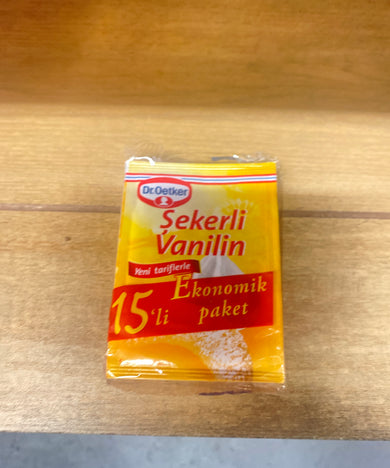 Dr.Oetker
Şekerli
Vanilin
Yeni tariflerle
15'li
Ekonomik
paket